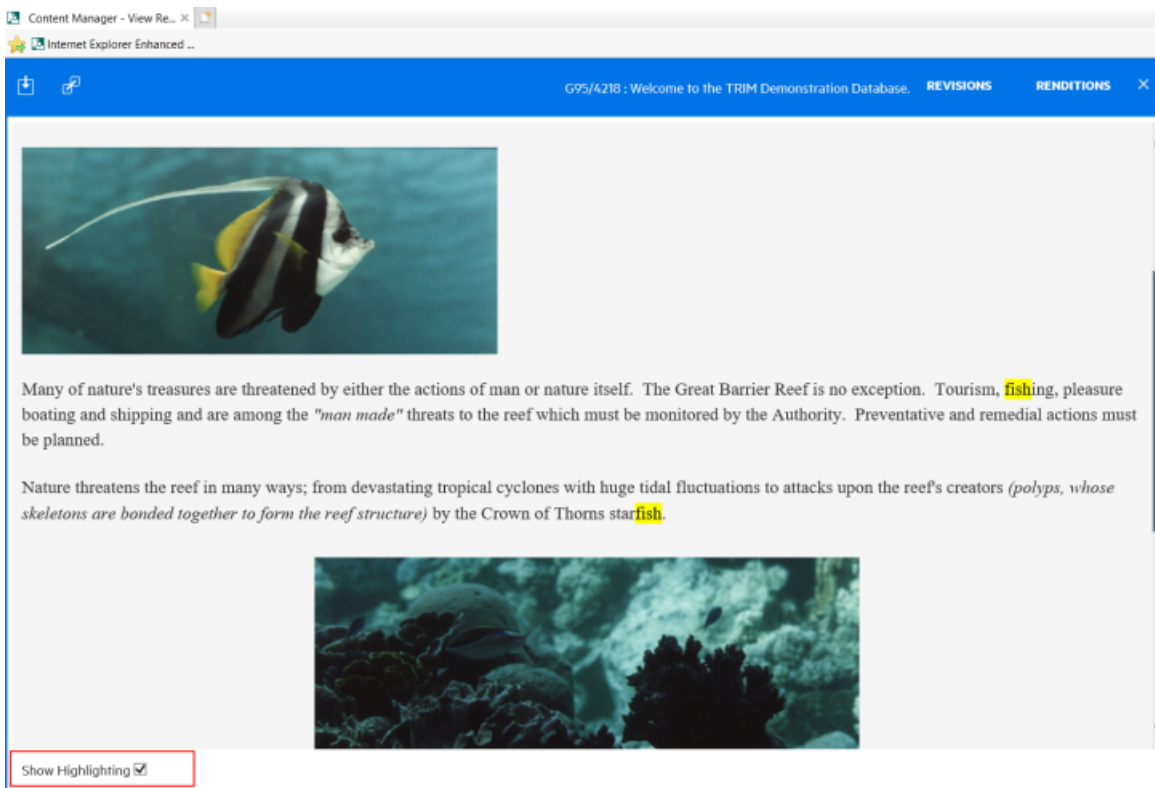 Content Manager - View Re...
Internet Explorer Enhanced ...
G95/4218 : Welcome to the TRIM Demonstration Database. REVISIONS RENDITIONS
Many of nature's treasures are threatened by either the actions of man or nature itself. The Great Barrier Reef is no exception. Tourism, fishing, pleasure
boating and shipping and are among the "man made" threats to the reef which must be monitored by the Authority. Preventative and remedial actions must
be planned.
Nature threatens the reef in many ways; from devastating tropical cyclones with huge tidal fluctuations to attacks upon the reef's creators (polyps, whose
skeletons are bonded together to form the reef structure) by the Crown of Thorns starfish.
Show Highlighting